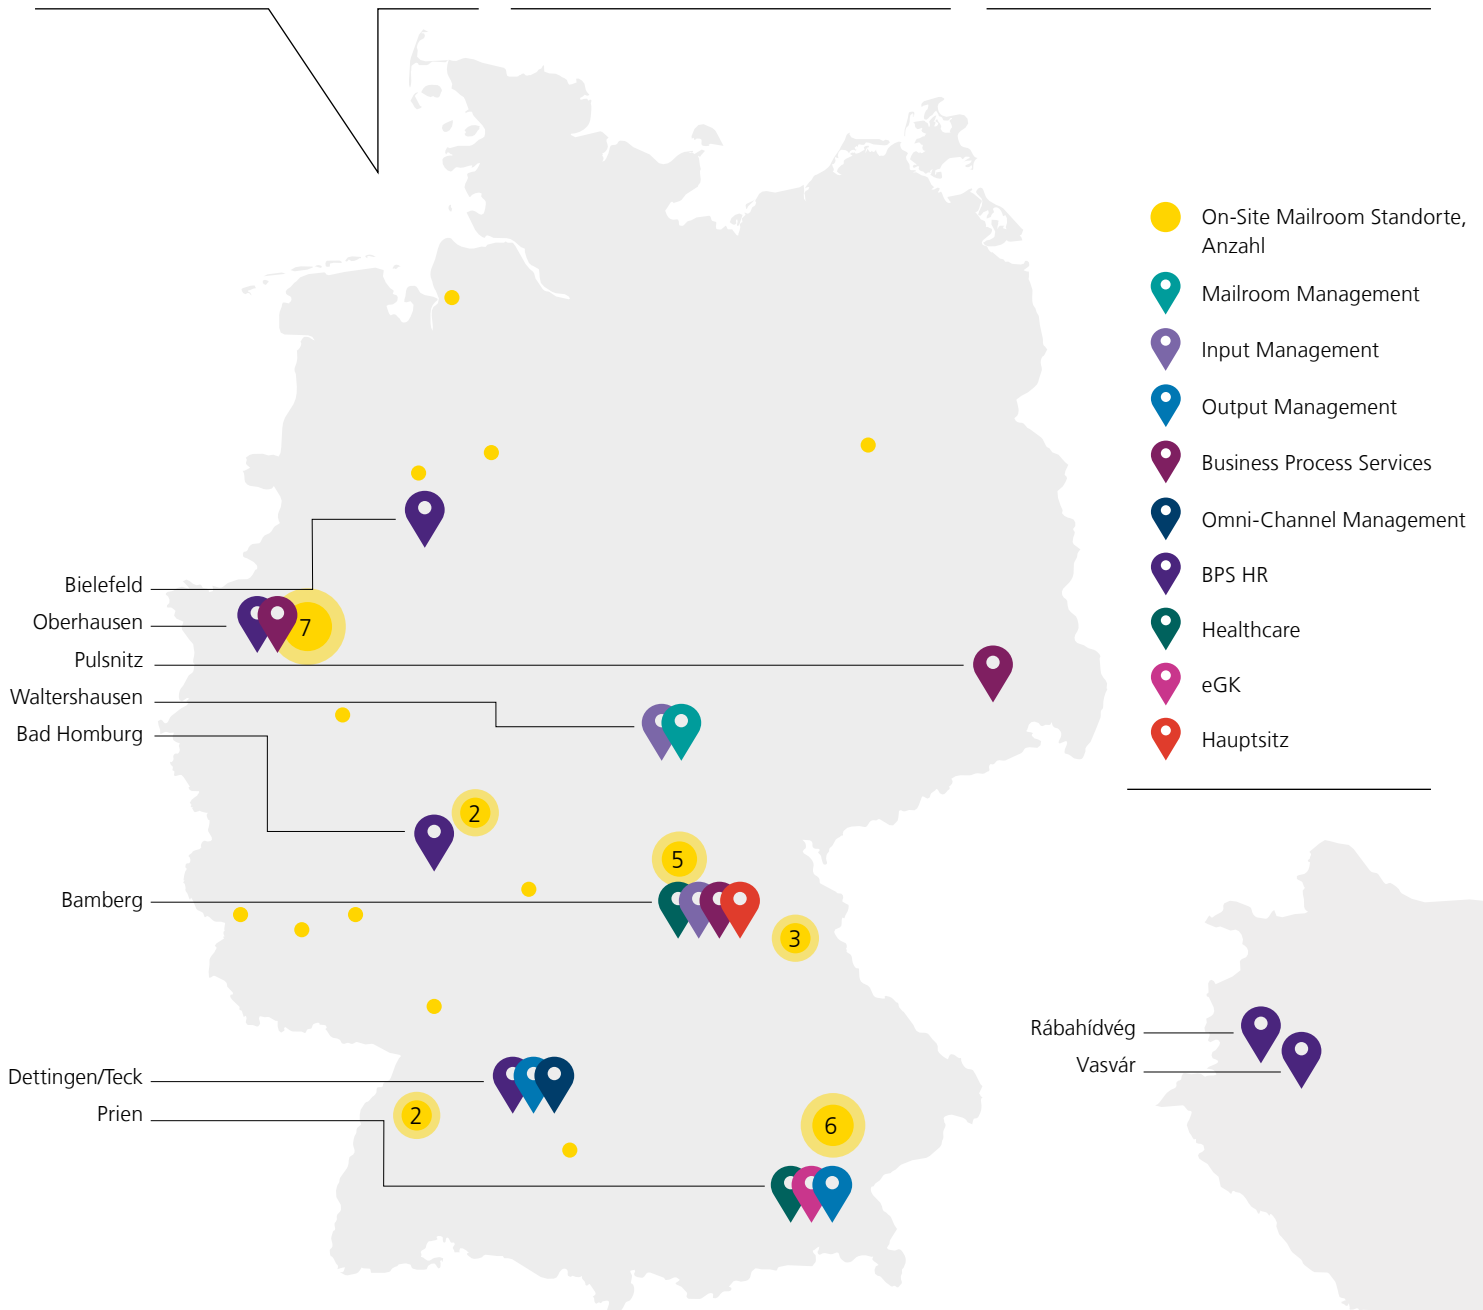 On-Site Mailroom Standorte,
Anzahl
Mailroom Management
Input Management
Output Management
Business Process Services
Omni-Channel Management
BPS HR
Healthcare
eGK
Hauptsitz
Bielefeld
Oberhausen
7
Pulsnitz
Waltershausen
Bad Homburg
2
5
Bamberg
3
Rábahídvég
Vasvár
Dettingen/Teck
Prien
2
6